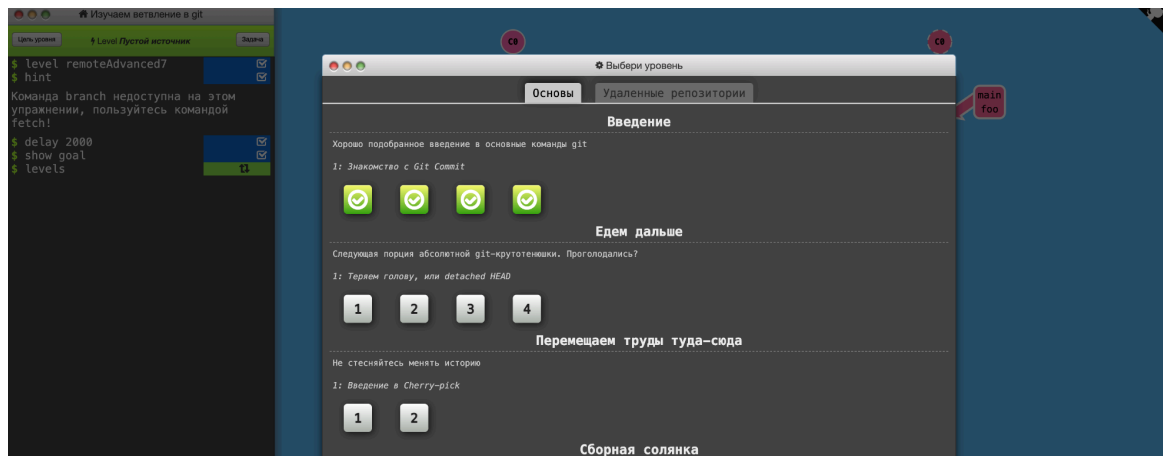 Изучаем ветвление в git
Цель уровня
Level Пустой источник
Задача
$ level remoteAdvanced7
$ hint
Команда branch недоступна на этом
упражнении, пользуйтесь командой
fetch!
$ delay 2000
$ show goal
$ levels
C0
C0
main
foo
Выбери уровень
Основы
Удаленные репозитории
Введение
Хорошо подобранное введение в основные команды git
1: Знакомство с Git Commit
Едем дальше
Следующая порция абсолютной git-крутотенюшки. Проголодались?
1: Теряем голову, или detached HEAD
1 2 3 4
Перемещаем труды туда-сюда
Не стесняйтесь менять историю
1: Введение в Cherry-pick
1 2
Сборная солянка